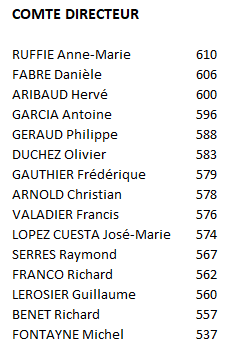 COMTE DIRECTEUR
RUFFIE Anne-Marie 610
FABRE Danièle 606
ARIBAUD Hervé 600
GARCIA Antoine 596
GERAUD Philippe 588
DUCHEZ Olivier 583
GAUTHIER Frédérique 579
ARNOLD Christian 578
VALADIER Francis 576
LOPEZ CUESTA José-Marie 574
SERRES Raymond 567
FRANCO Richard 562
LEROSIER Guillaume 560
BENET Richard 557
FONTAYNE Michel 537